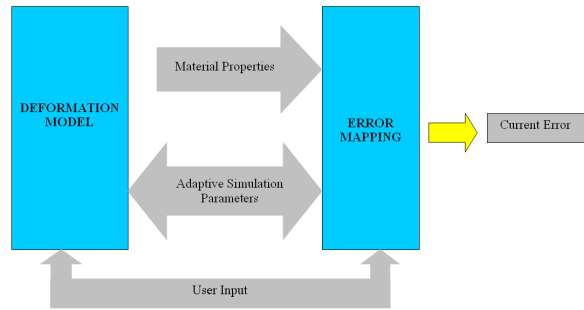 Material Properties
DEFORMATION
MODEL
ERROR
MAPPING
Current Error
Adaptive Simulation
Parameters
User Input